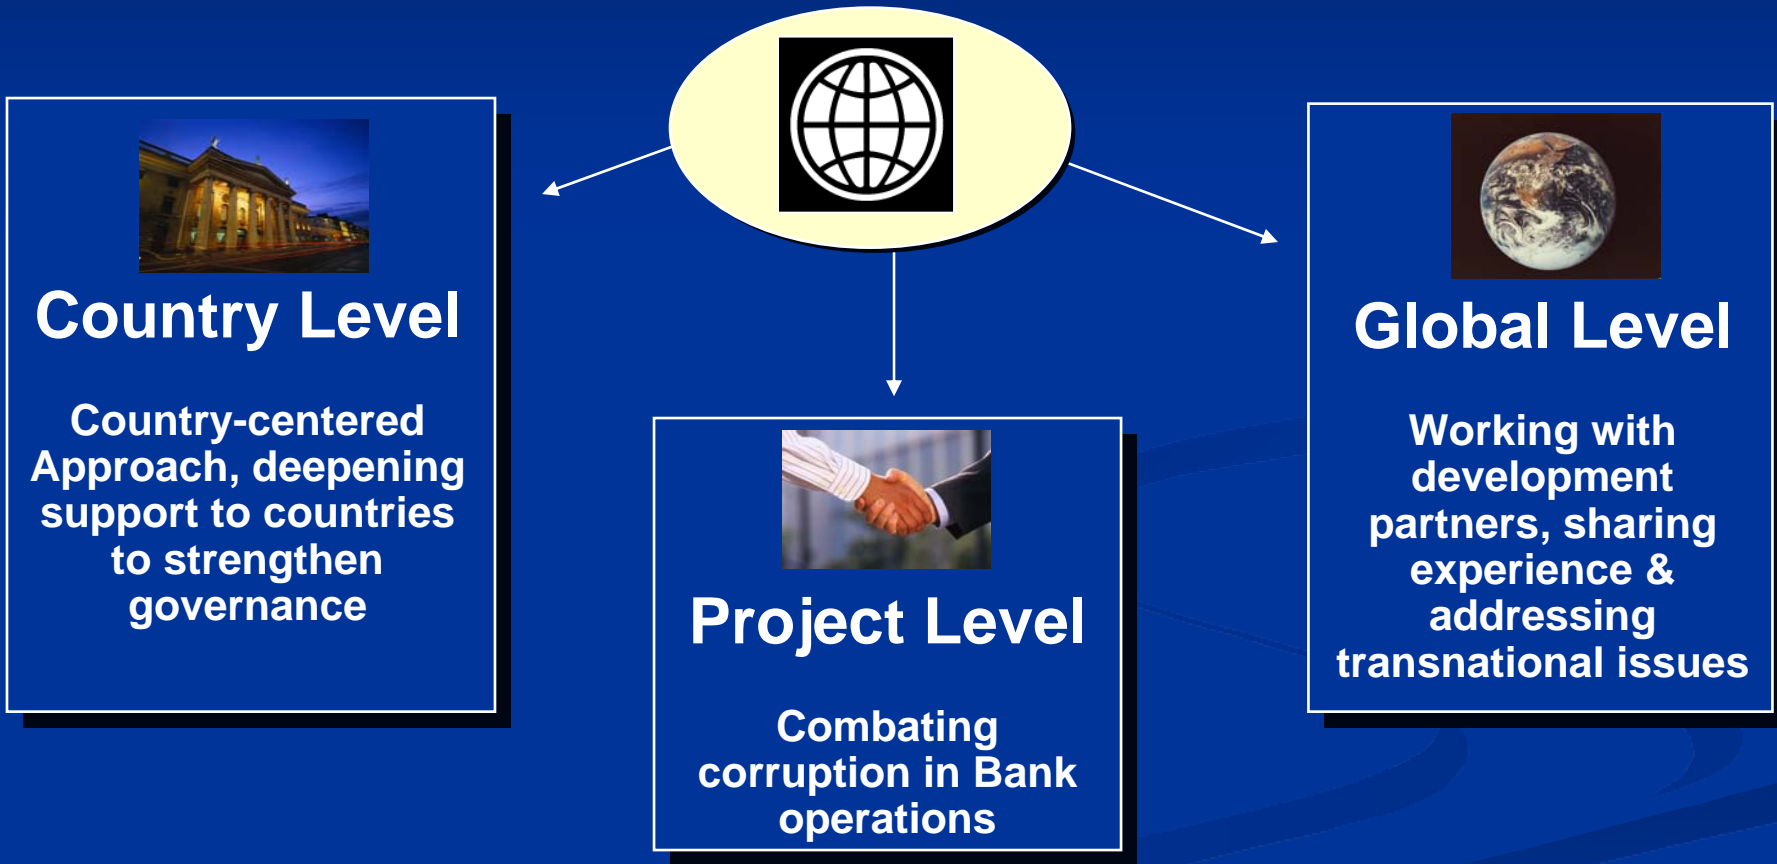 Country Level
Country-centered
Approach, deepening
support to countries
to strengthen
governance
Project Level
Combating
corruption in Bank
operations
Global Level
Working with
development
partners, sharing
experience &
addressing
transnational issues